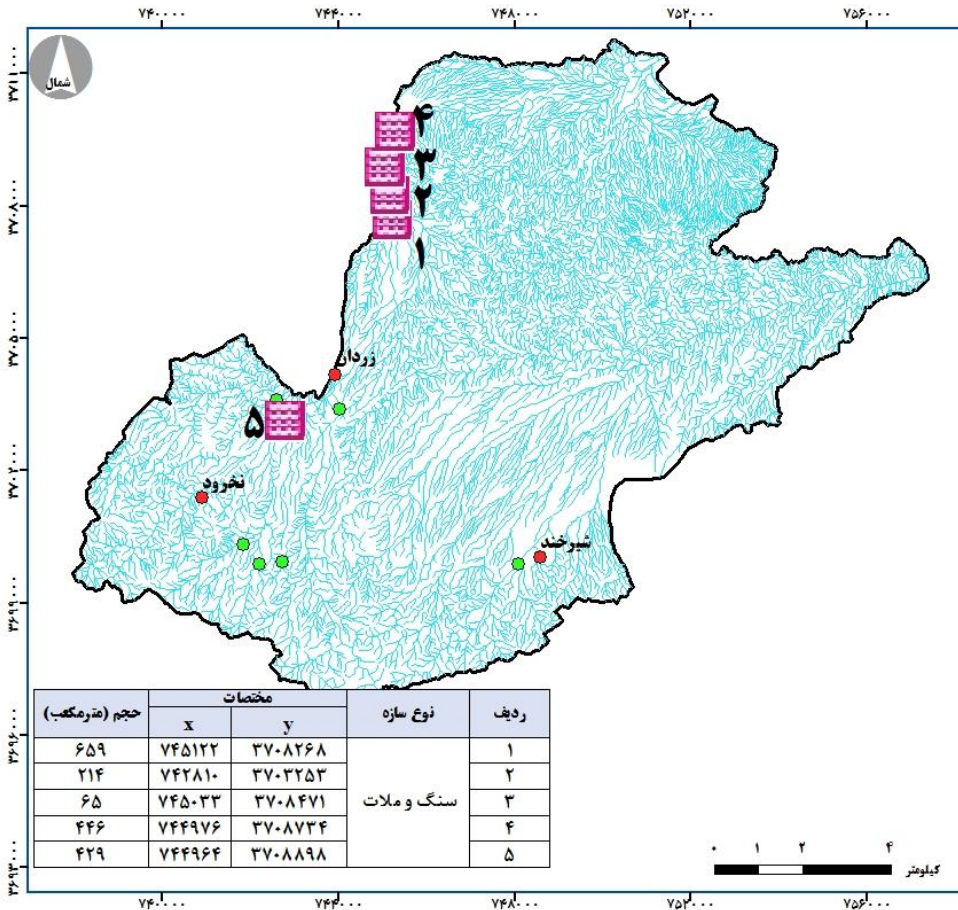 ۷۴۰۰۰۰ ۷۴۴۰۰۰ ۷۴۸۰۰۰ ۷۵۲۰۰۰ ۷۵۶۰۰۰
شمال
۳۷۱۱۰۰۰
۴
۳
۳۷۰۸۰۰۰
۲
۱
۳۷۰۵۰۰۰
زردان
۵
۳۷۰۲۰۰۰
نخرود
شیرخند
۳۶۹۹۰۰۰
ردیف نوع سازه مختصات حجم (مترمکعب)
y x
۱ سنگ و ملات ۳۷۰۸۲۶۸ ۷۴۵۱۲۲ ۶۵۹
۲ ۳۷۰۳۲۵۳ ۷۴۲۸۱۰ ۲۱۴
۳ ۳۷۰۸۴۷۱ ۷۴۵۰۳۳ ۶۵
۴ ۳۷۰۸۷۳۴ ۷۴۴۹۷۶ ۴۴۶
۵ ۳۷۰۸۸۹۸ ۷۴۴۹۶۴ ۴۲۹
۳۶۹۶۰۰۰
۳۶۹۳۰۰۰
۰ ۱ ۲ ۴
کیلومتر
۷۴۰۰۰۰ ۷۴۴۰۰۰ ۷۴۸۰۰۰ ۷۵۲۰۰۰ ۷۵۶۰۰۰